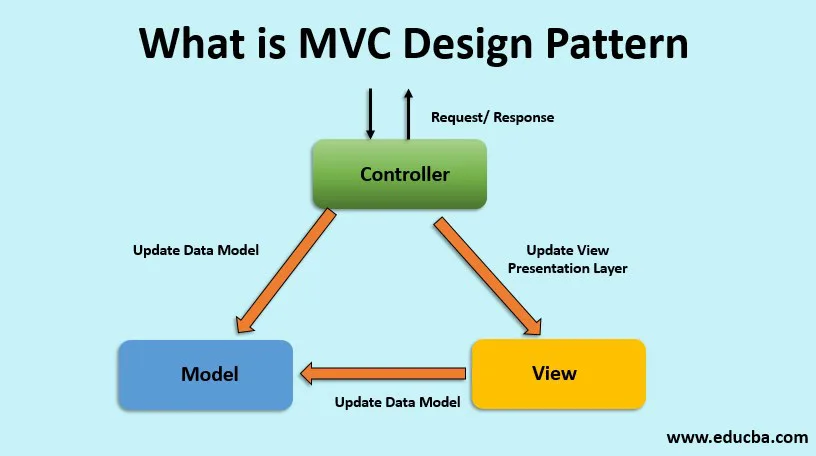 What is MVC Design Pattern
Request/ Response
Controller
Update Data Model
Update View
Presentation Layer
Model
View
Update Data Model
www.educba.com